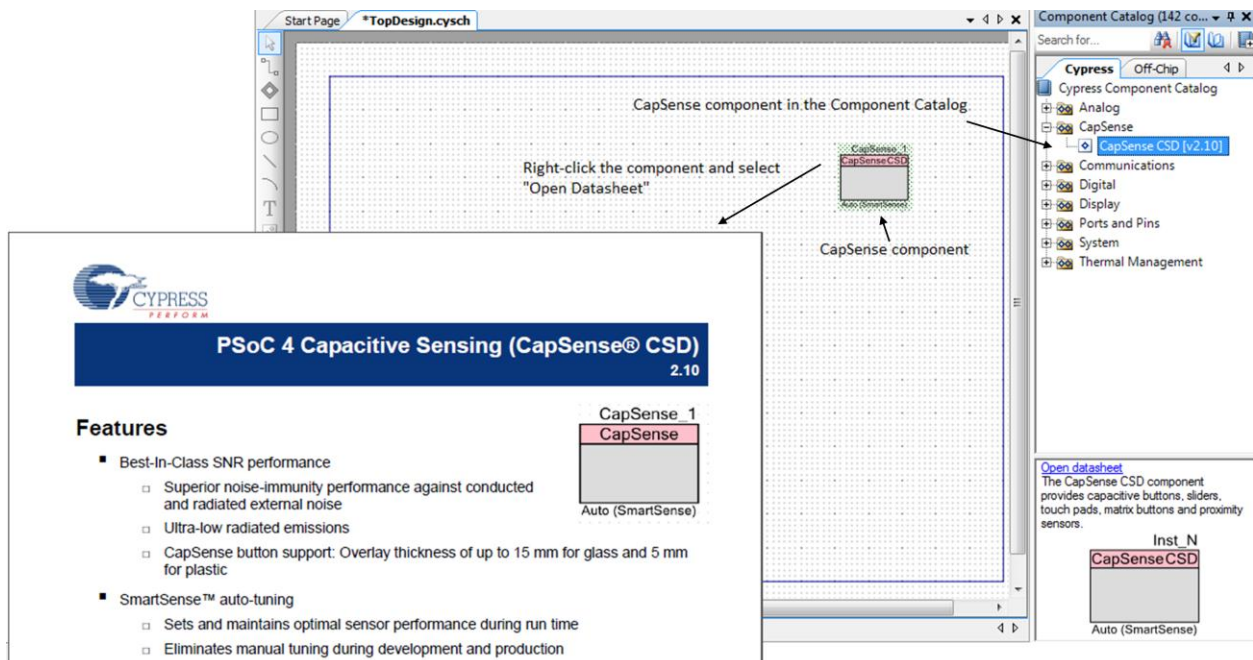 Start Page
*TopDesign.cysch
Component Catalog (142 co...
Search for...
Cypress
Off-Chip
Cypress Component Catalog
Analog
CapSense
CapSense CSD [v2.10]
Communications
Digital
Display
Ports and Pins
System
Thermal Management
CapSense component in the Component Catalog
Right-click the component and select
"Open Datasheet"
CapSense_1
CapSenseCSD
Auto (SmartSense)
CapSense component
T
CYPRESS
PERFORM
PSoC 4 Capacitive Sensing (CapSense® CSD)
2.10
Features
■ Best-In-Class SNR performance
□ Superior noise-immunity performance against conducted
and radiated external noise
□ Ultra-low radiated emissions
□ CapSense button support: Overlay thickness of up to 15 mm for glass and 5 mm
for plastic
■ SmartSense™ auto-tuning
□ Sets and maintains optimal sensor performance during run time
□ Eliminates manual tuning during development and production
CapSense_1
CapSense
Auto (SmartSense)
Open datasheet
The CapSense CSD component
provides capacitive buttons, sliders,
touch pads, matrix buttons and proximity
sensors.
Inst_N
CapSenseCSD
Auto (SmartSense)